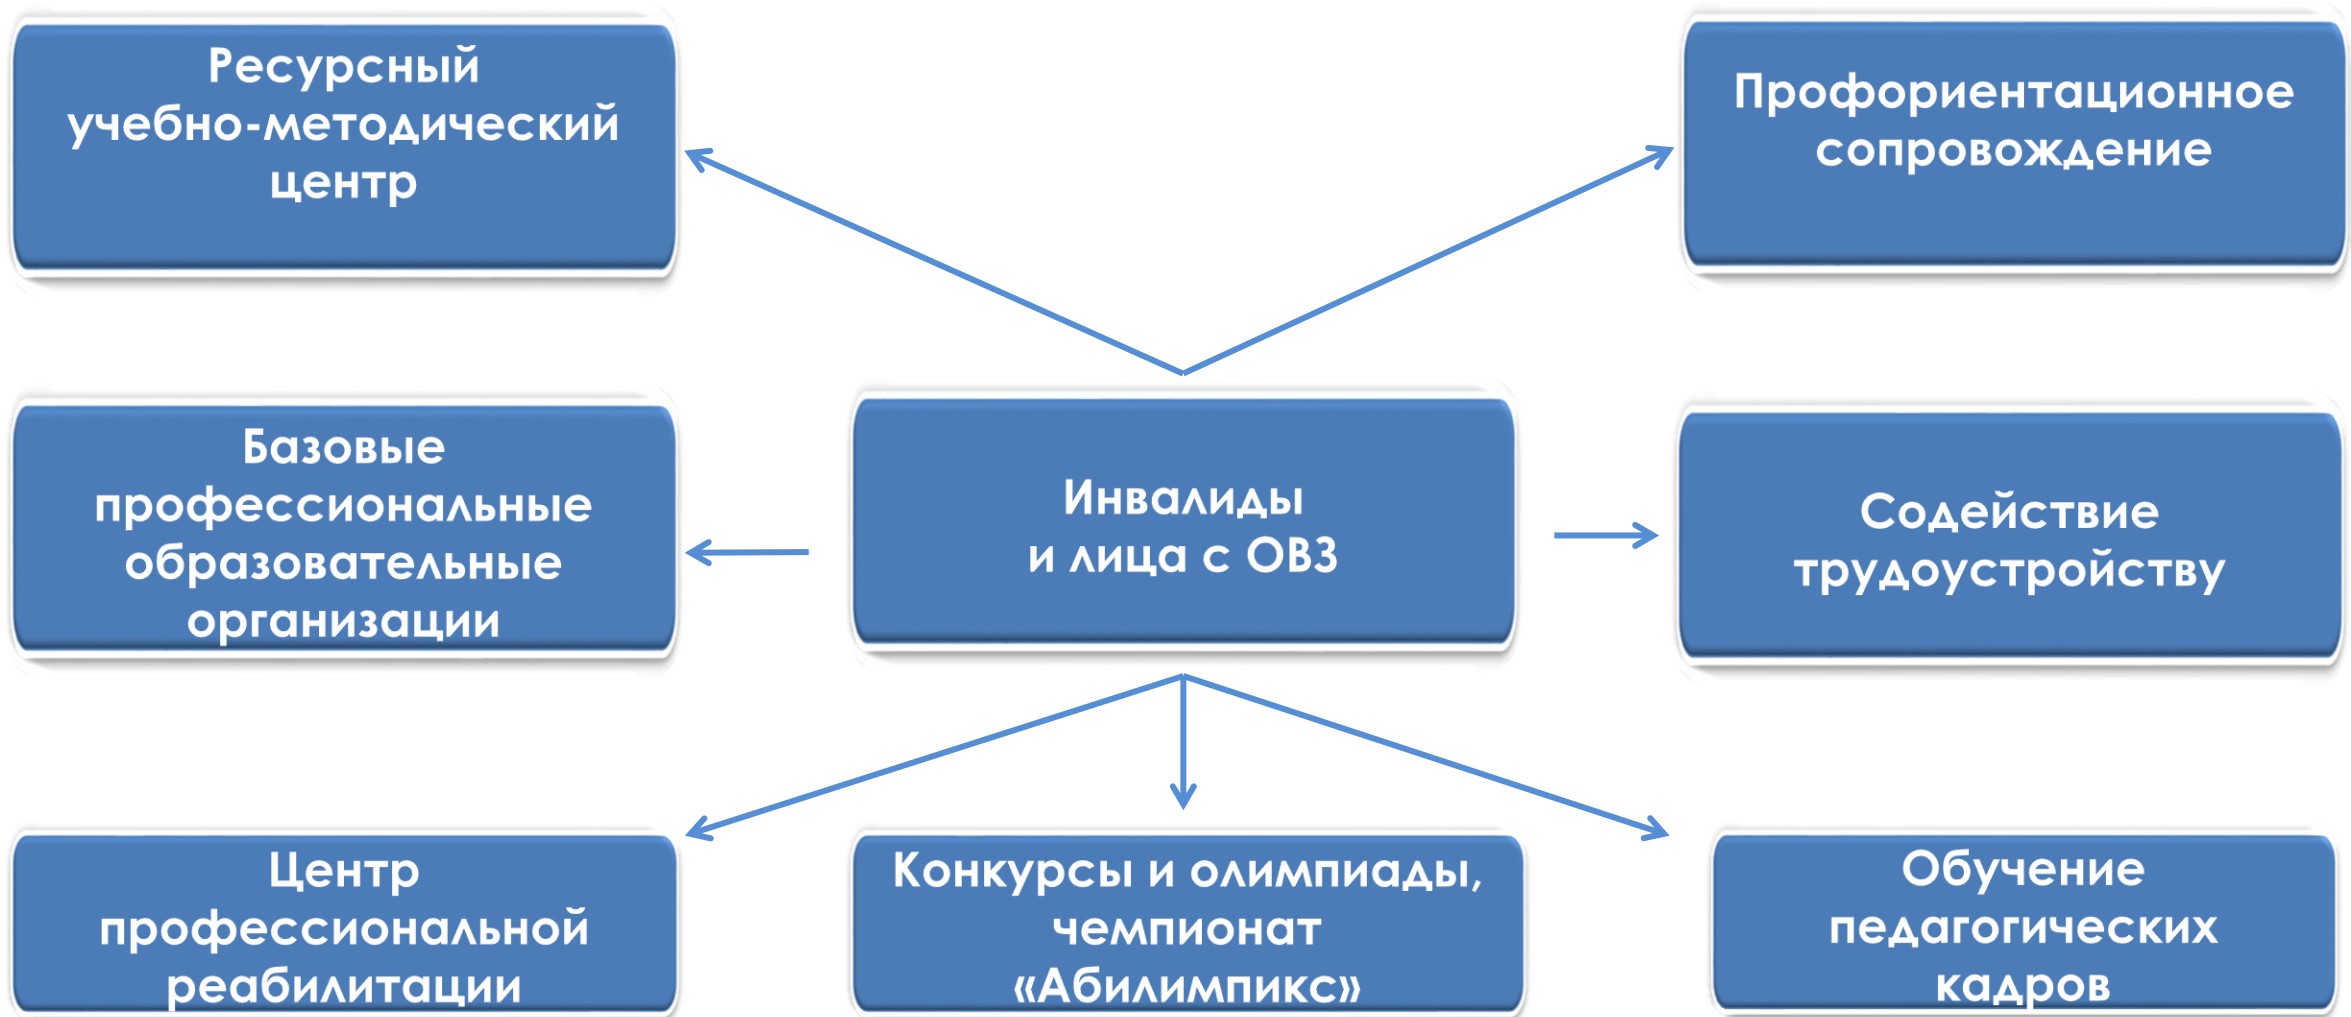 Ресурсный
учебно-методический
центр
Профориентационное
сопровождение
Базовые
профессиональные
образовательные
организации
Инвалиды
и лица с ОВЗ
Содействие
трудоустройству
Центр
профессиональной
реабилитации
Конкурсы и олимпиады,
чемпионат
«Абилимпикс»
Обучение
педагогических
кадров